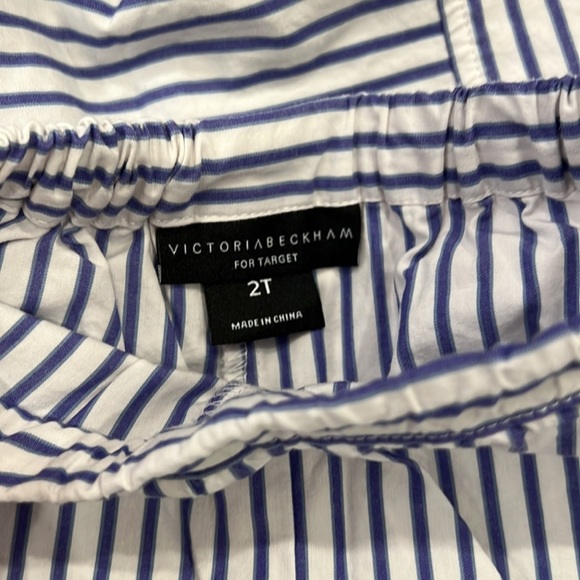 VICTORIABECKHAM
FOR TARGET
2T
MADE IN CHINA